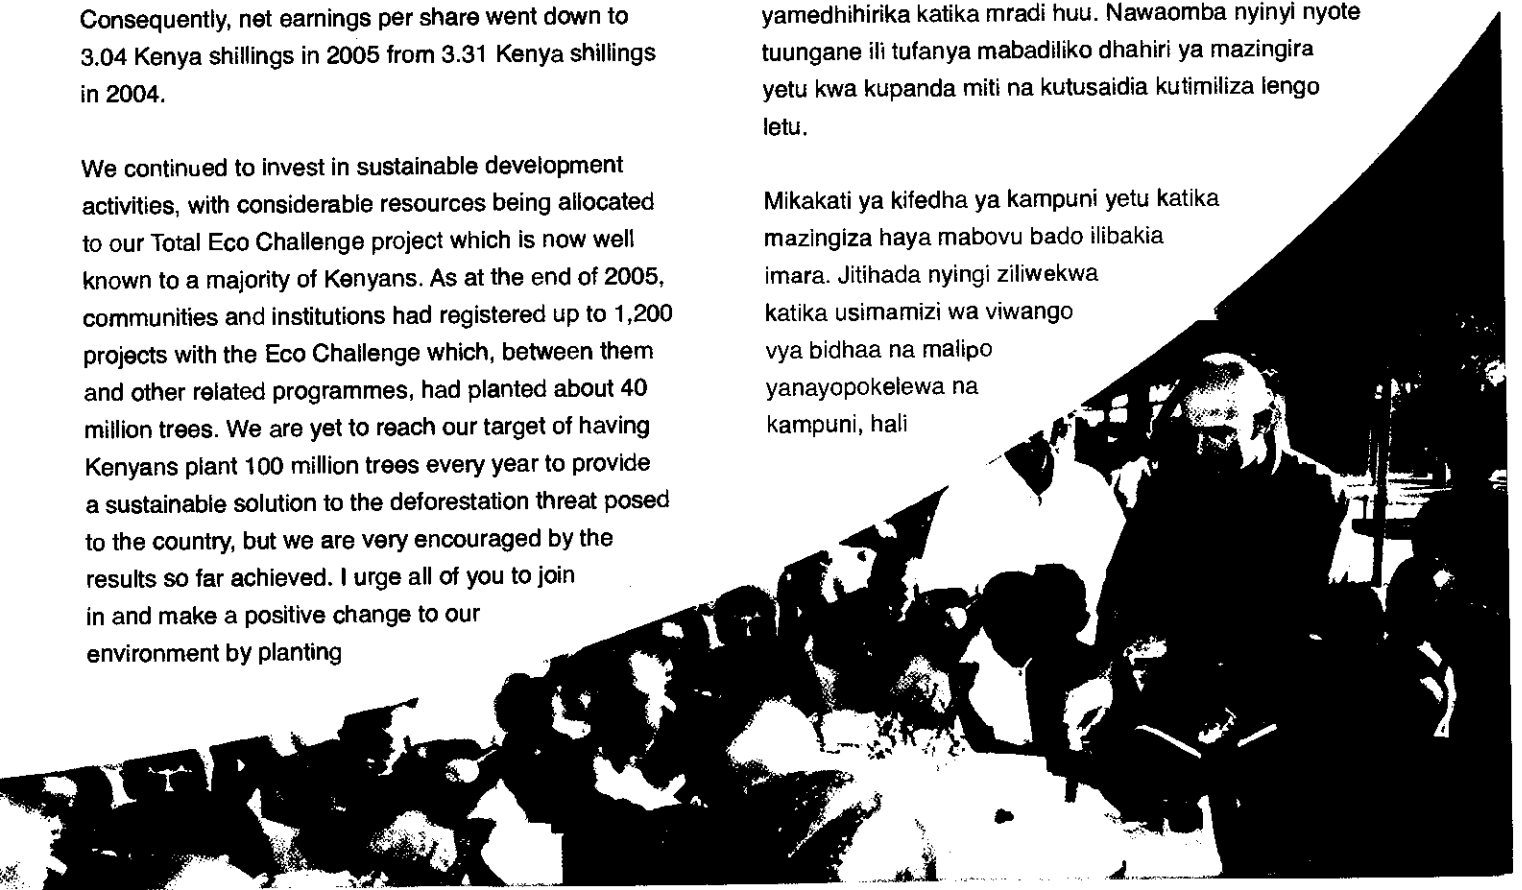 Consequently, net earnings per share went down to
3.04 Kenya shillings in 2005 from 3.31 Kenya shillings
in 2004.
We continued to invest in sustainable development
activities, with considerable resources being allocated
to our Total Eco Challenge project which is now well
known to a majority of Kenyans. As at the end of 2005,
communities and institutions had registered up to 1,200
projects with the Eco Challenge which, between them
and other related programmes, had planted about 40
million trees. We are yet to reach our target of having
Kenyans plant 100 million trees every year to provide
a sustainable solution to the deforestation threat posed
to the country, but we are very encouraged by the
results so far achieved. I urge all of you to join
in and make a positive change to our
environment by planting
yamedhihirika katika mradi huu. Nawaomba nyinyi nyote
tuungane ili tufanya mabadiliko dhahiri ya mazingira
yetu kwa kupanda miti na kutusaidia kutimiliza lengo
letu.
Mikakati ya kifedha ya kampuni yetu katika
mazingiza haya mabovu bado ilibakia
imara. Jitihada nyingi ziliwekwa
katika usimamizi wa viwango
vya bidhaa na malipo
yanayopokelewa na
kampuni, hali